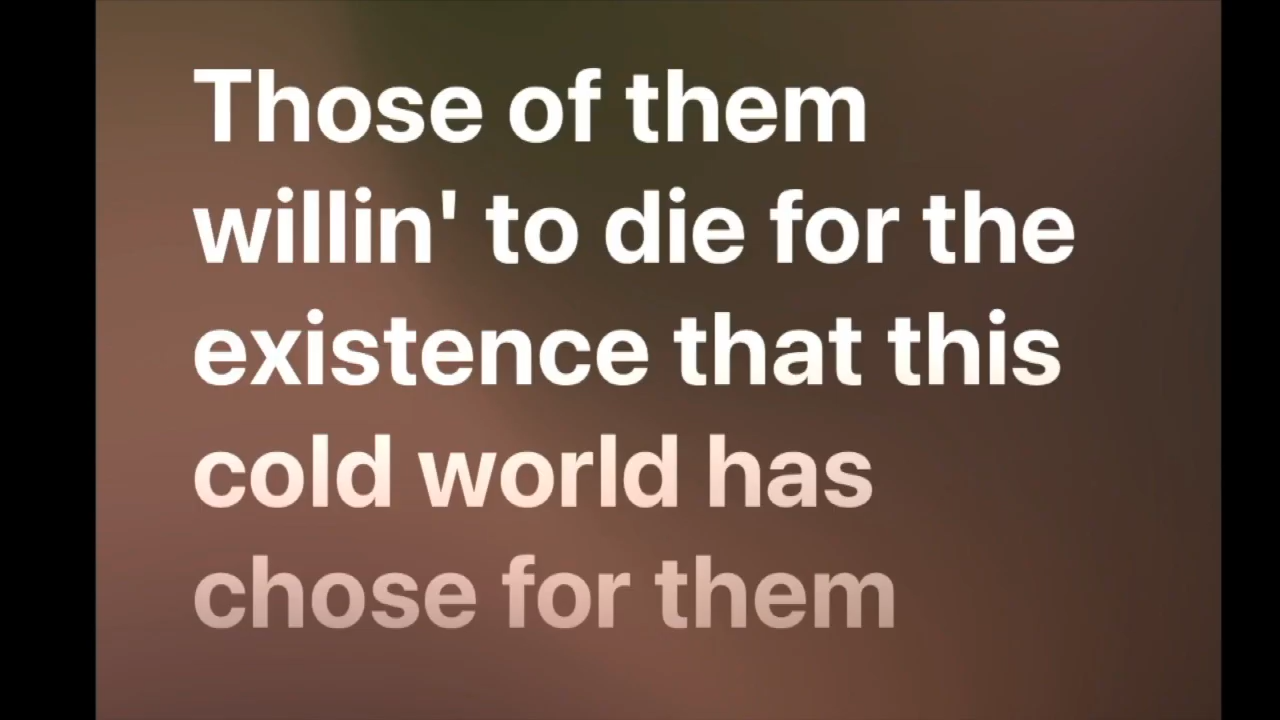 Those of them
willin' to die for the
existence that this
cold world has
chose for them